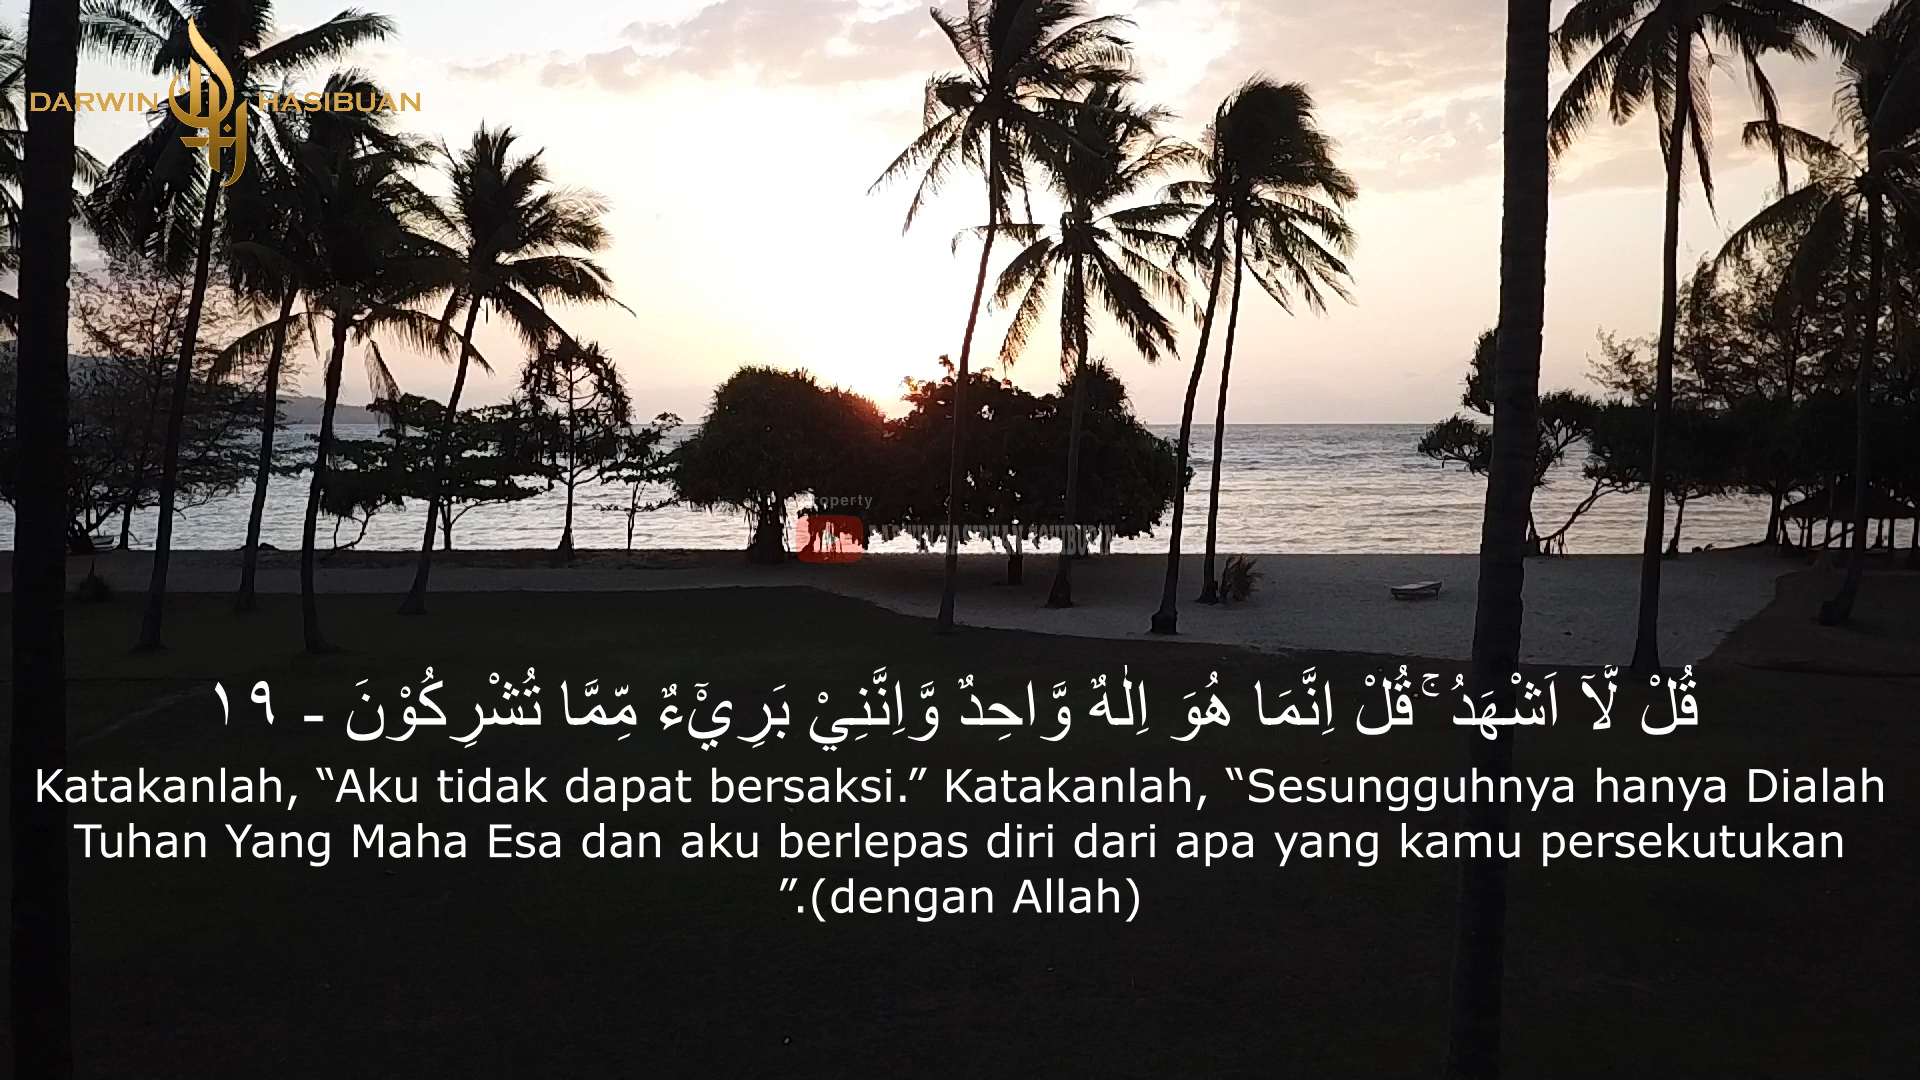 DARWIN HASIBUAN
property
قُلْ لَّآ اَشْهَدُ ۚ قُلْ اِنَّمَا هُوَ اِلٰهٌ وَّاحِدٌ وَّاِنَّنِيْ بَرِيْۤءٌ مِّمَّا تُشْرِكُوْنَ - ١٩
Katakanlah, “Aku tidak dapat bersaksi.” Katakanlah, “Sesungguhnya hanya Dialah
Tuhan Yang Maha Esa dan aku berlepas diri dari apa yang kamu persekutukan
”.(dengan Allah)